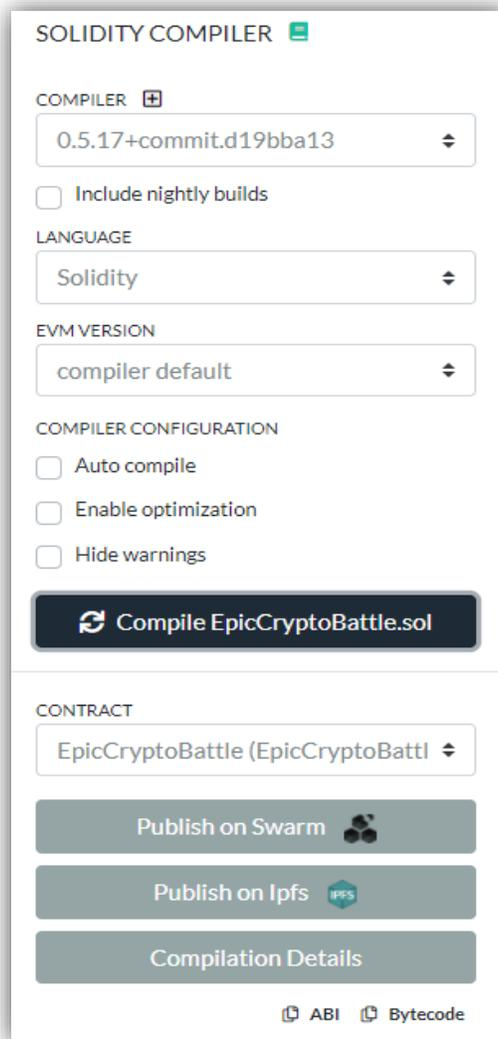 SOLIDITY COMPILER
COMPILER
0.5.17+commit.d19bba13
Include nightly builds
LANGUAGE
Solidity
EVM VERSION
compiler default
COMPILER CONFIGURATION
Auto compile
Enable optimization
Hide warnings
Compile EpicCryptoBattle.sol
CONTRACT
EpicCryptoBattle (EpicCryptoBattl
Publish on Swarm
Publish on Ipfs IPFS
Compilation Details
ABI Bytecode